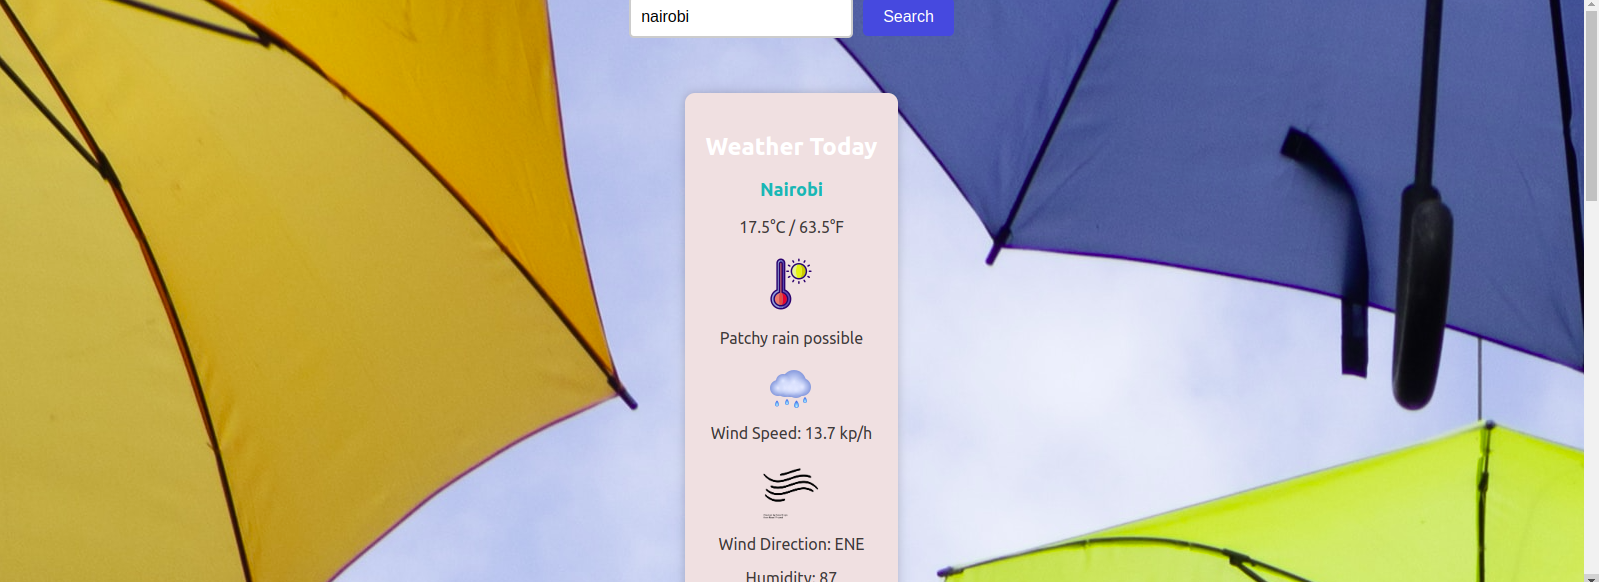 nairobi
Search
Weather Today
Nairobi
17.5°C / 63.5°F
Patchy rain possible
Wind Speed: 13.7 kp/h
Wind Direction: ENE
Humidity: 87